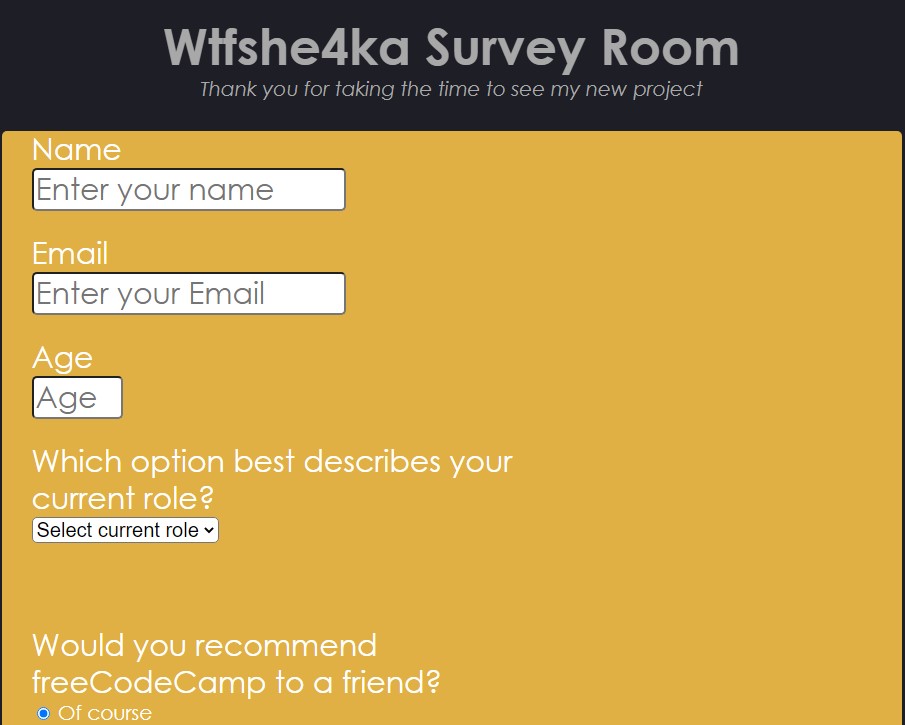 Wtfshe4ka Survey Room
Thank you for taking the time to see my new project
Name
Enter your name
Email
Enter your Email
Age
Age
Which option best describes your
current role?
Select current role
Would you recommend
freeCodeCamp to a friend?
Of course